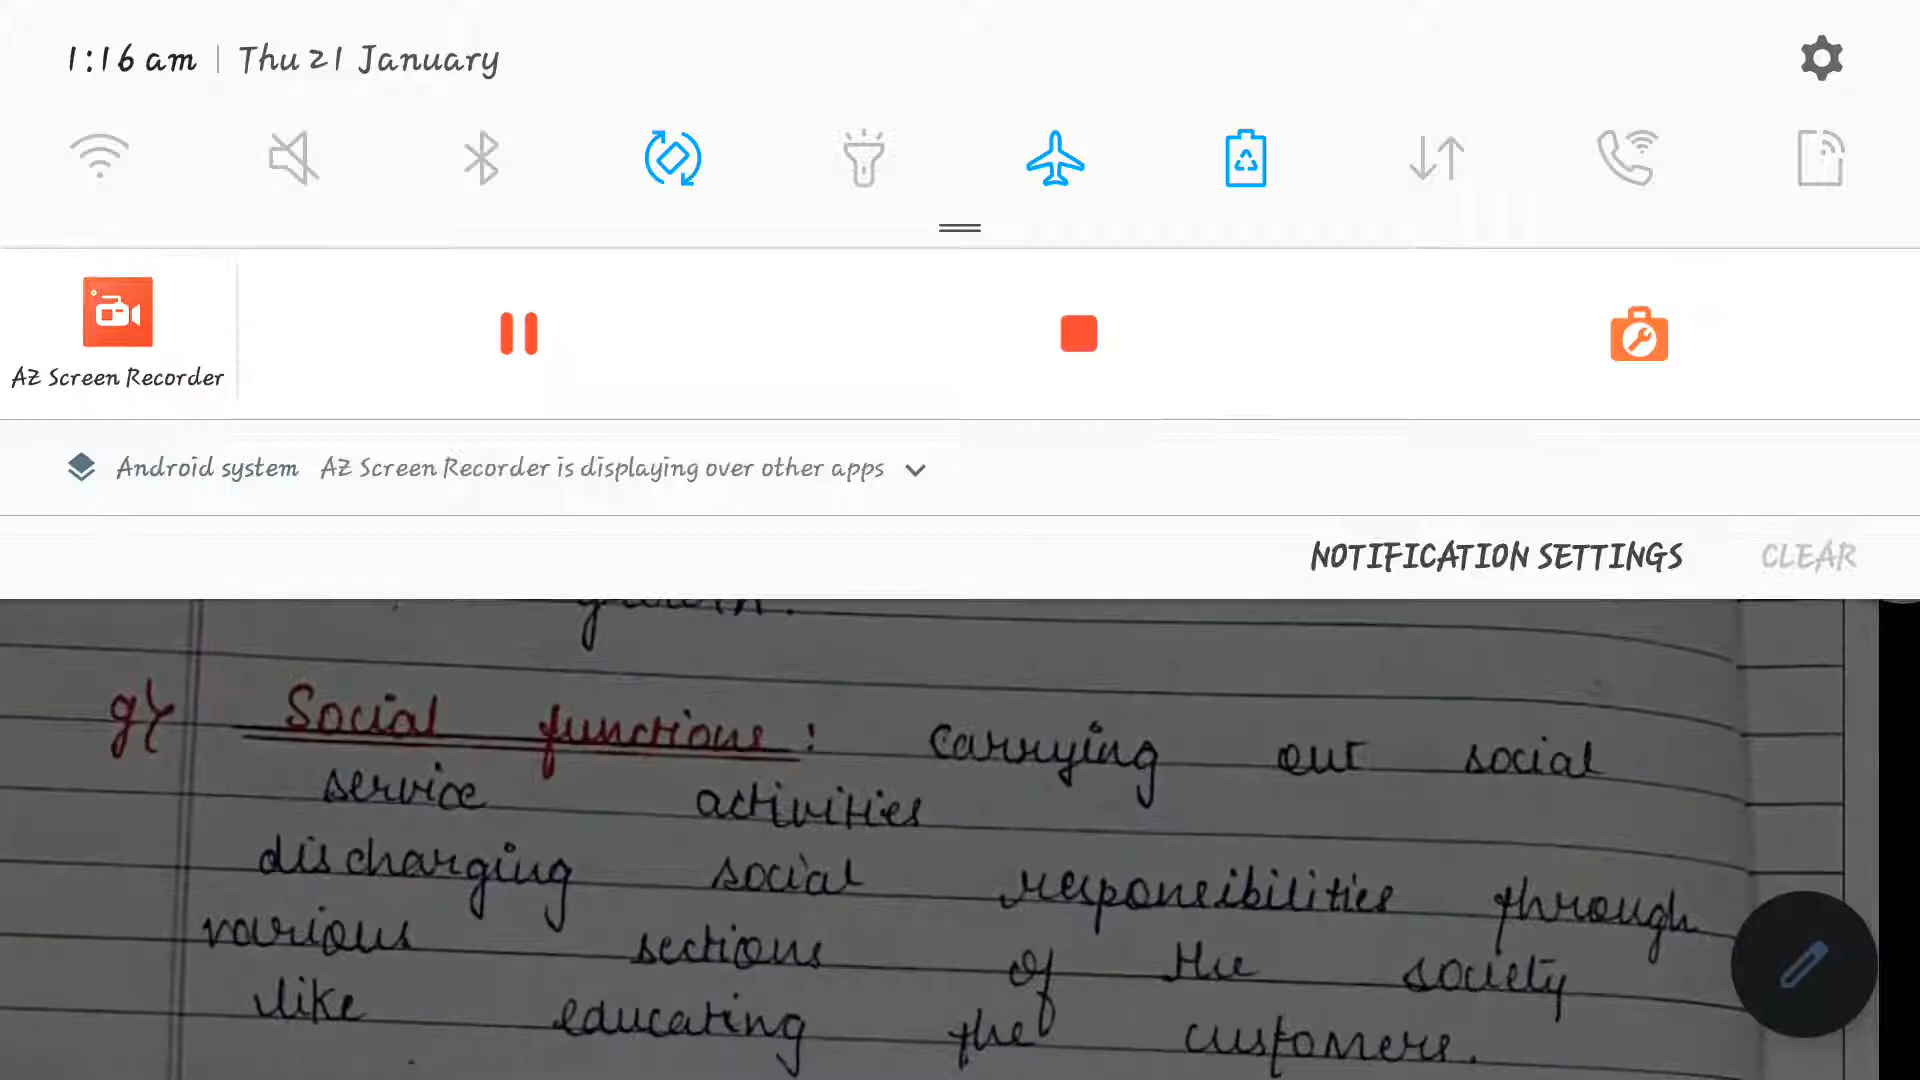 1:16 am | Thu 21 January
AZ Screen Recorder
Android system AZ Screen Recorder is displaying over other apps
NOTIFICATION SETTINGS CLEAR
g) Social functions : carrying out social
service activities
discharging social responsibilities through
various sections of the society
like educating the customers.